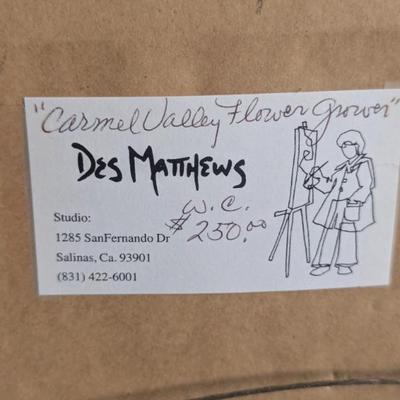 "Carmel Valley Flower Grower"
Des Matthews
W.C.
$250.00
Studio:
1285 SanFernando Dr
Salinas, Ca. 93901
(831) 422-6001